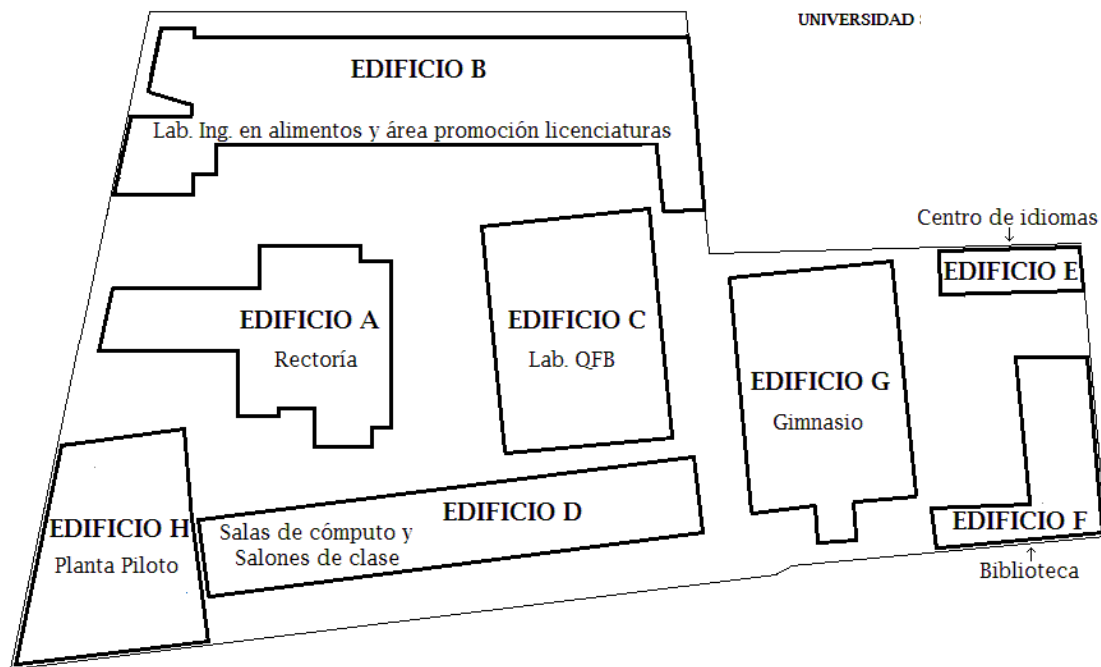 UNIVERSIDAD
EDIFICIO B
Lab. Ing. en alimentos y área promoción licenciaturas
Centro de idiomas
↓
EDIFICIO E
EDIFICIO A
Rectoría
EDIFICIO C
Lab. QFB
EDIFICIO G
Gimnasio
EDIFICIO H
Planta Piloto
EDIFICIO D
Salas de cómputo y
Salones de clase
EDIFICIO F
↑
Biblioteca